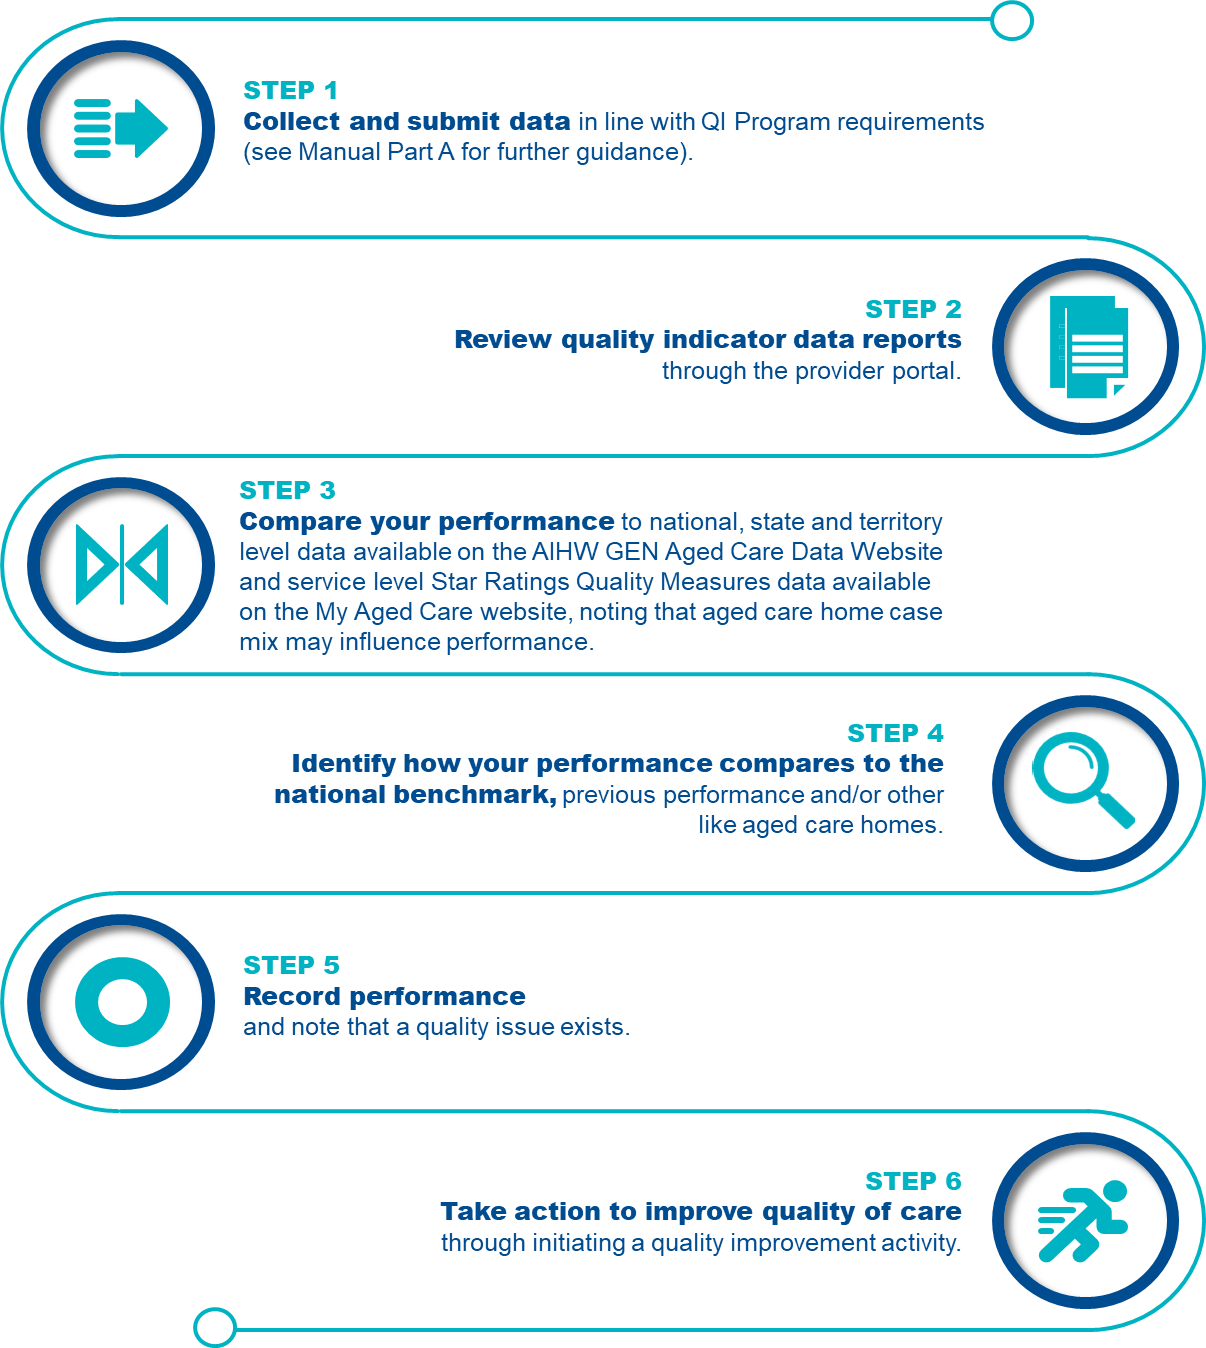 STEP 1
Collect and submit data in line with QI Program requirements
(see Manual Part A for further guidance).
STEP 2
Review quality indicator data reports
through the provider portal.
STEP 3
Compare your performance to national, state and territory
level data available on the AIHW GEN Aged Care Data Website
and service level Star Ratings Quality Measures data available
on the My Aged Care website, noting that aged care home case
mix may influence performance.
STEP 4
Identify how your performance compares to the
national benchmark, previous performance and/or other
like aged care homes.
STEP 5
Record performance
and note that a quality issue exists.
STEP 6
Take action to improve quality of care
through initiating a quality improvement activity.